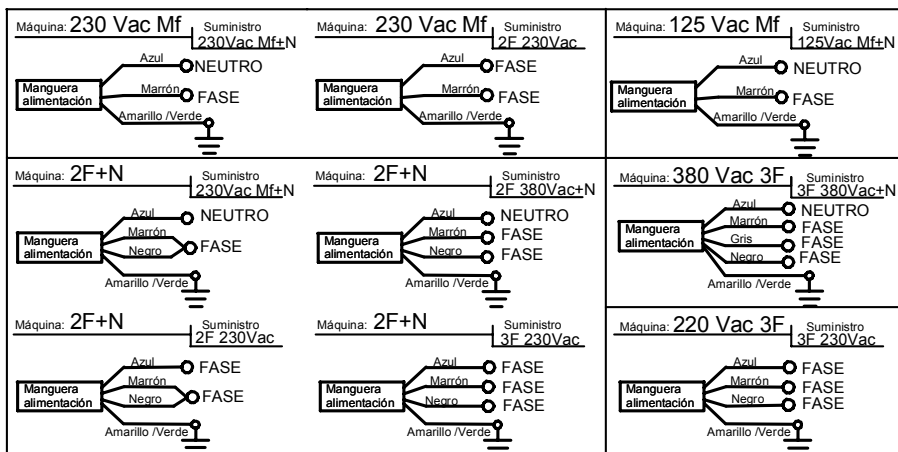 Máquina: 230 Vac Mf
Suministro
230Vac Mf+N
Azul
NEUTRO
Manguera
alimentación
Marrón
FASE
Amarillo /Verde
Máquina: 230 Vac Mf
Suministro
2F 230Vac
Azul
FASE
Manguera
alimentación
Marrón
FASE
Amarillo /Verde
Máquina: 125 Vac Mf
Suministro
125Vac Mf+N
Azul
NEUTRO
Manguera
alimentación
Marrón
FASE
Amarillo /Verde
Máquina: 2F+N
Suministro
230Vac Mf+N
Azul
NEUTRO
Marrón
Manguera
alimentación
FASE
Negro
Amarillo /Verde
Máquina: 2F+N
Suministro
2F 380Vac+N
Azul
NEUTRO
Marrón
FASE
Manguera
alimentación
Negro
FASE
Amarillo /Verde
Máquina: 380 Vac 3F
Suministro
3F 380Vac+N
Azul
NEUTRO
Marrón
FASE
Manguera
alimentación
Gris
FASE
Negro
FASE
Amarillo /Verde
Máquina: 2F+N
Suministro
2F 230Vac
Azul
FASE
Marrón
Manguera
alimentación
FASE
Negro
Amarillo /Verde
Máquina: 2F+N
Suministro
3F 230Vac
Azul
FASE
Marrón
FASE
Manguera
alimentación
Negro
FASE
Amarillo /Verde
Máquina: 220 Vac 3F
Suministro
3F 230Vac
Azul
FASE
Marrón
FASE
Manguera
alimentación
Negro
FASE
Amarillo /Verde